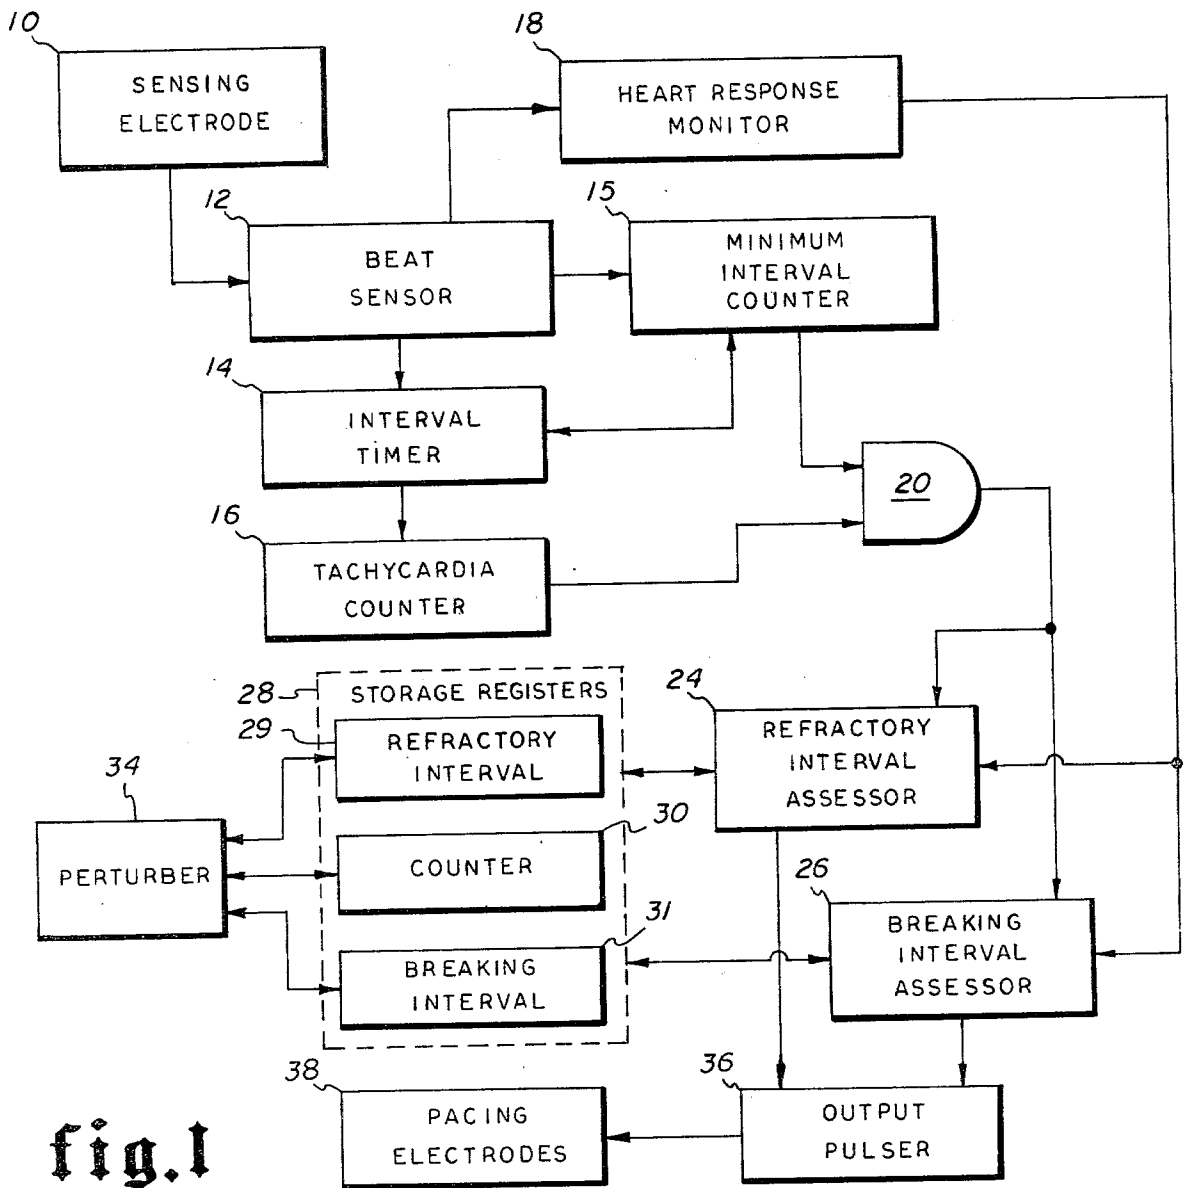 10
SENSING
ELECTRODE
18
HEART RESPONSE
MONITOR
12
BEAT
SENSOR
15
MINIMUM
INTERVAL
COUNTER
14
INTERVAL
TIMER
16
TACHYCARDIA
COUNTER
20
28
STORAGE REGISTERS
29
REFRACTORY
INTERVAL
24
REFRACTORY
INTERVAL
ASSESSOR
34
PERTURBER
30
COUNTER
26
BREAKING
INTERVAL
ASSESSOR
31
BREAKING
INTERVAL
38
PACING
ELECTRODES
36
OUTPUT
PULSER
fig.1